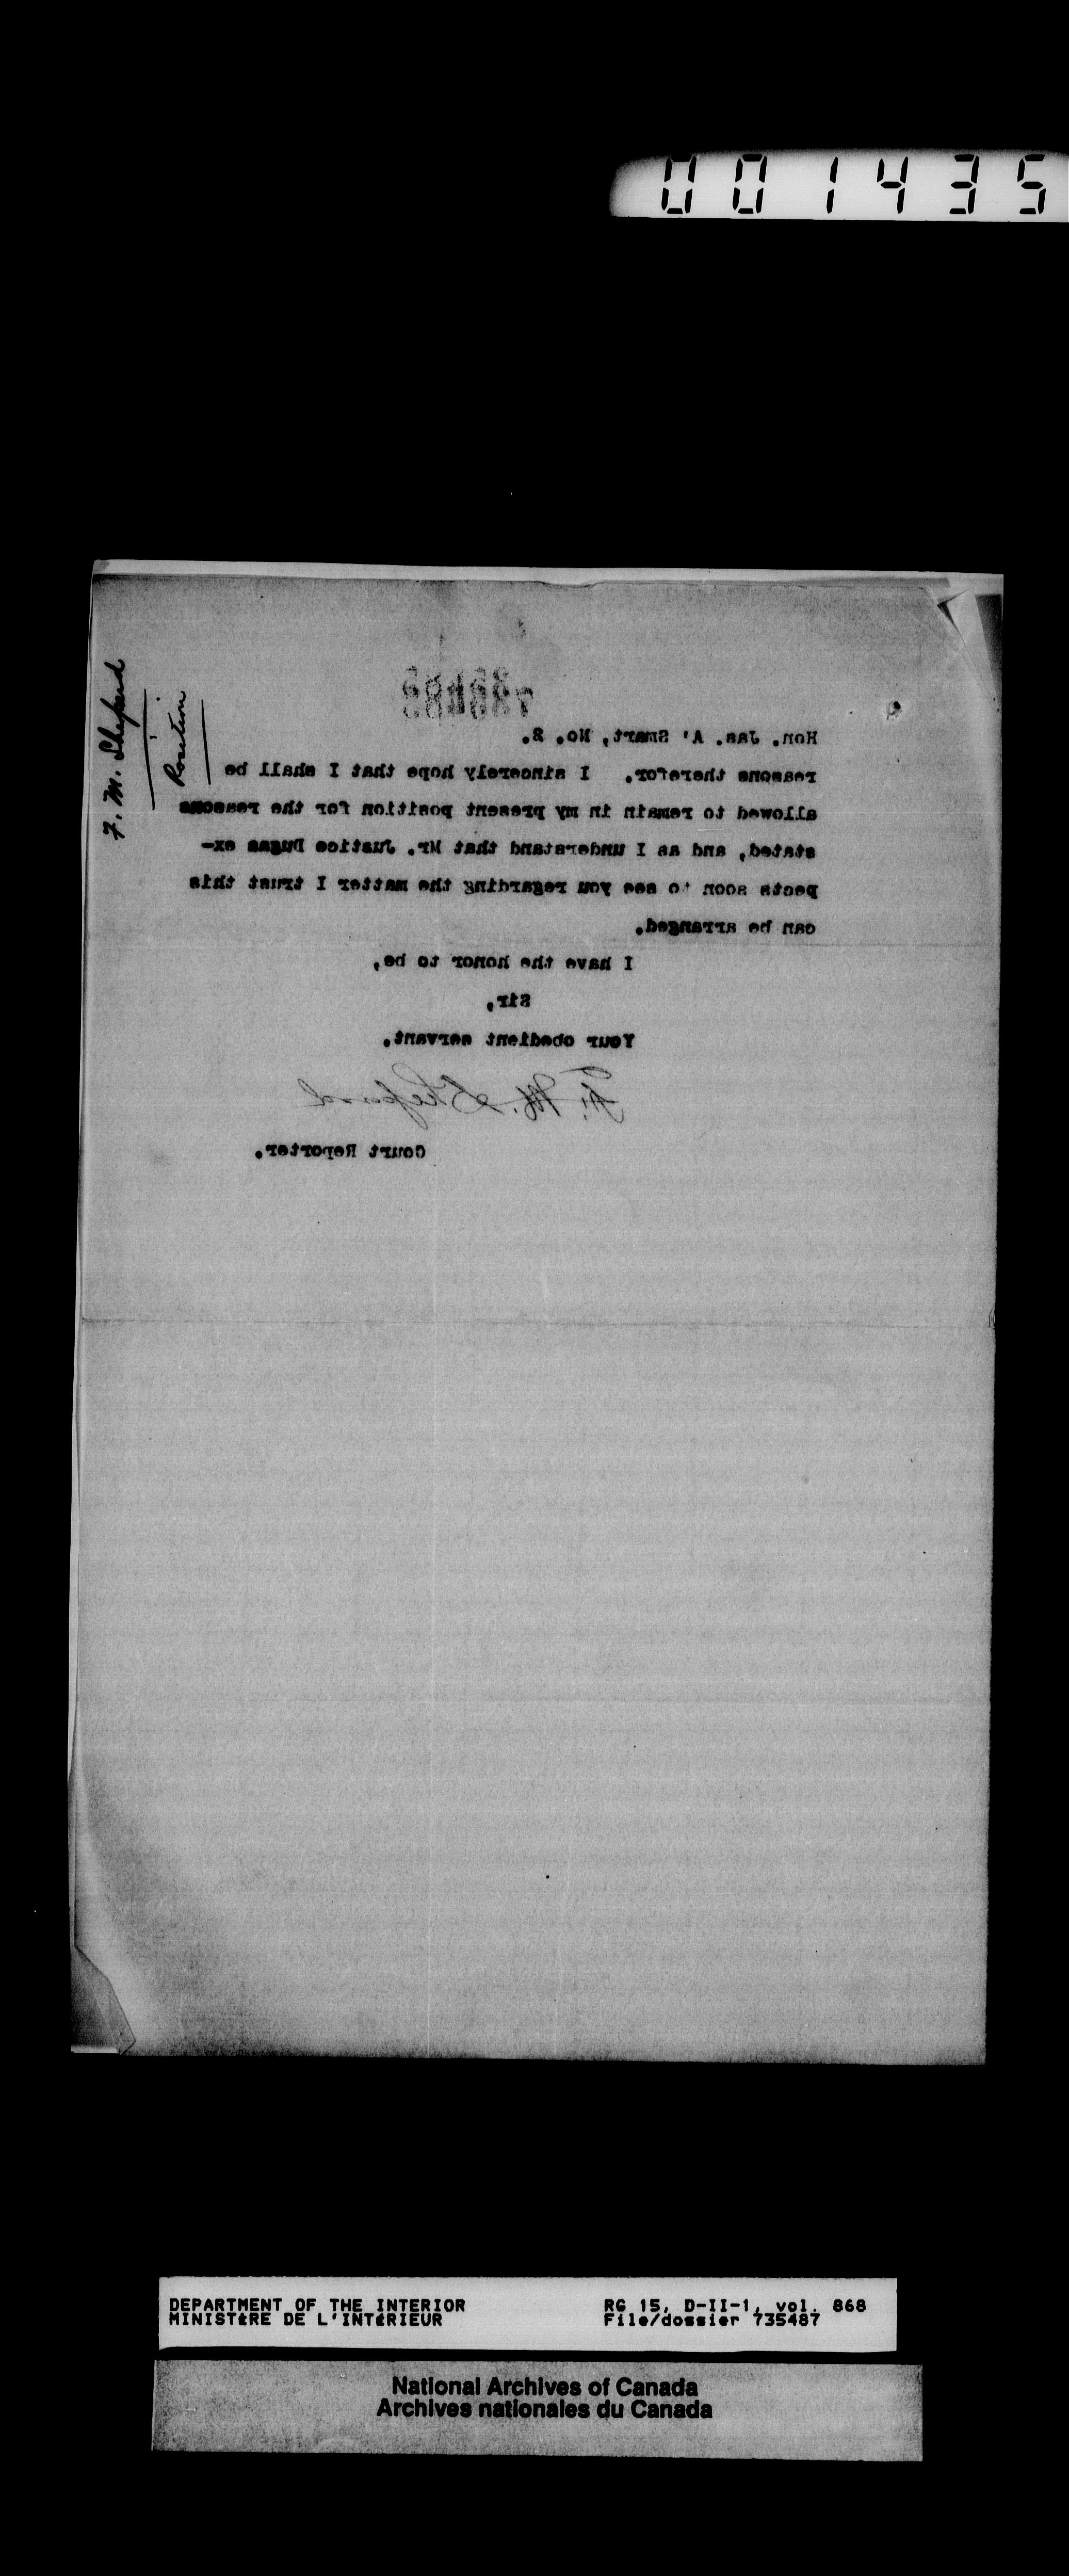 001435
F. M. Shepard
Position
Hon. Jas. A' Smart, No. 2.
reasons therefor. I sincerely hope that I shall be
allowed to remain in my present position for the reasons
stated, and as I understand that Mr. Justice Dugas ex-
pects soon to see you regarding the matter I trust this
can be arranged.
I have the honor to be,
Sir,
Your obedient servant.
F. M. Shepard
Court Reporter.
DEPARTMENT OF THE INTERIOR
MINISTÈRE DE L'INTÉRIEUR
RG 15, D-II-1, vol. 868
File/dossier 735487
National Archives of Canada
Archives nationales du Canada